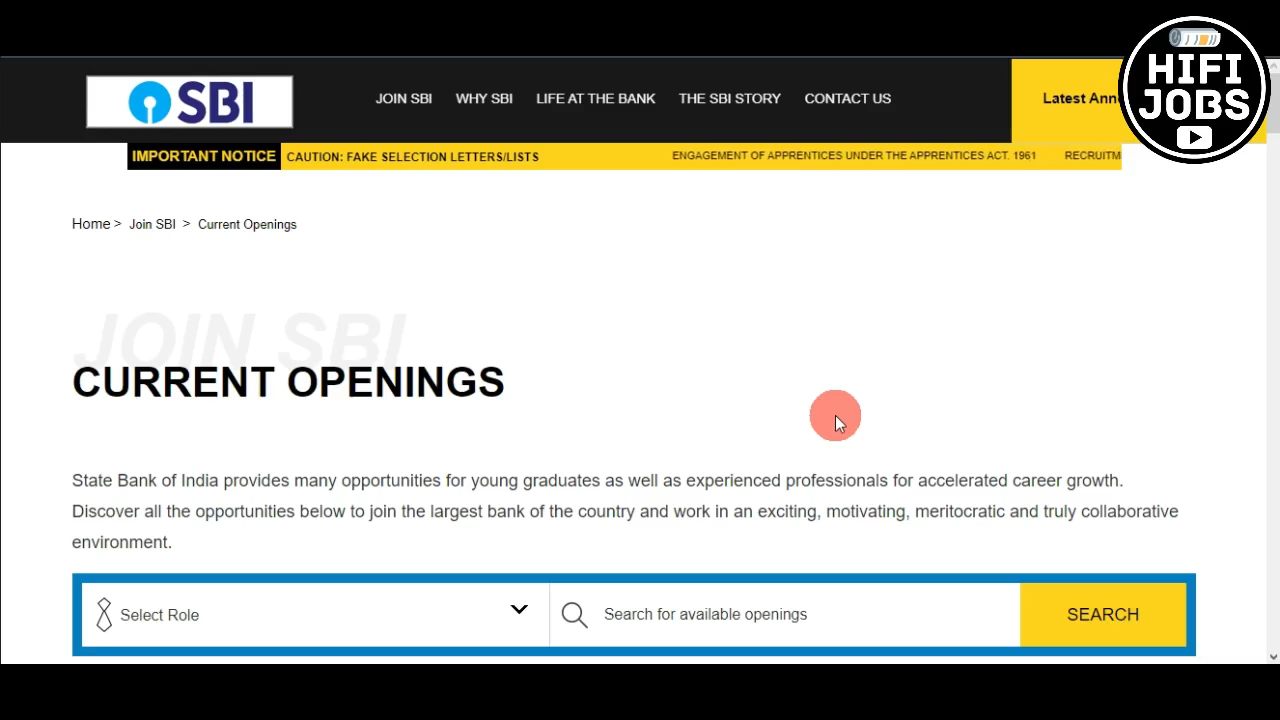 HIFI
JOBS
SBI
JOIN SBI WHY SBI LIFE AT THE BANK THE SBI STORY CONTACT US Latest
IMPORTANT NOTICE CAUTION: FAKE SELECTION LETTERS/LISTS ENGAGEMENT OF APPRENTICES UNDER THE APPRENTICES ACT. 1961
Home > Join SBI > Current Openings
JOIN SBI
CURRENT OPENINGS
State Bank of India provides many opportunities for young graduates as well as experienced professionals for accelerated career growth.
Discover all the opportunities below to join the largest bank of the country and work in an exciting, motivating, meritocratic and truly collaborative
environment.
Select Role Search for available openings SEARCH